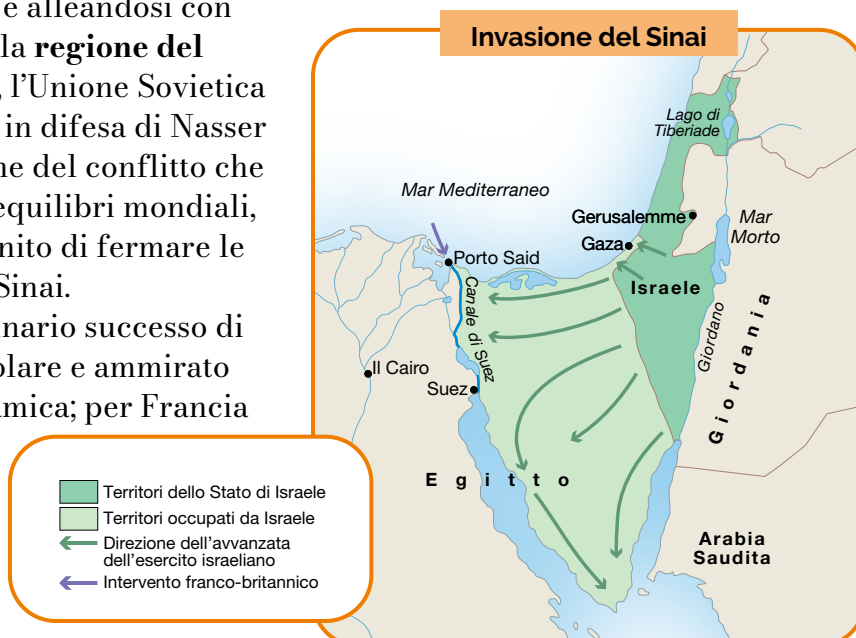 e alleandosi con
la regione del
, l'Unione Sovietica
in difesa di Nasser
ne del conflitto che
equilibri mondiali,
nito di fermare le
Sinai.
nario successo di
olare e ammirato
amica; per Francia
Invasione del Sinai
Lago di
Tiberiade
Mar Mediterraneo
Gerusalemme
Mar
Morto
Gaza
Porto Said
Israele
Canale di Suez
Giordano
Giordania
Il Cairo
Suez
Egitto
Arabia
Saudita
Territori dello Stato di Israele
Territori occupati da Israele
Direzione dell'avanzata
dell'esercito israeliano
Intervento franco-britannico